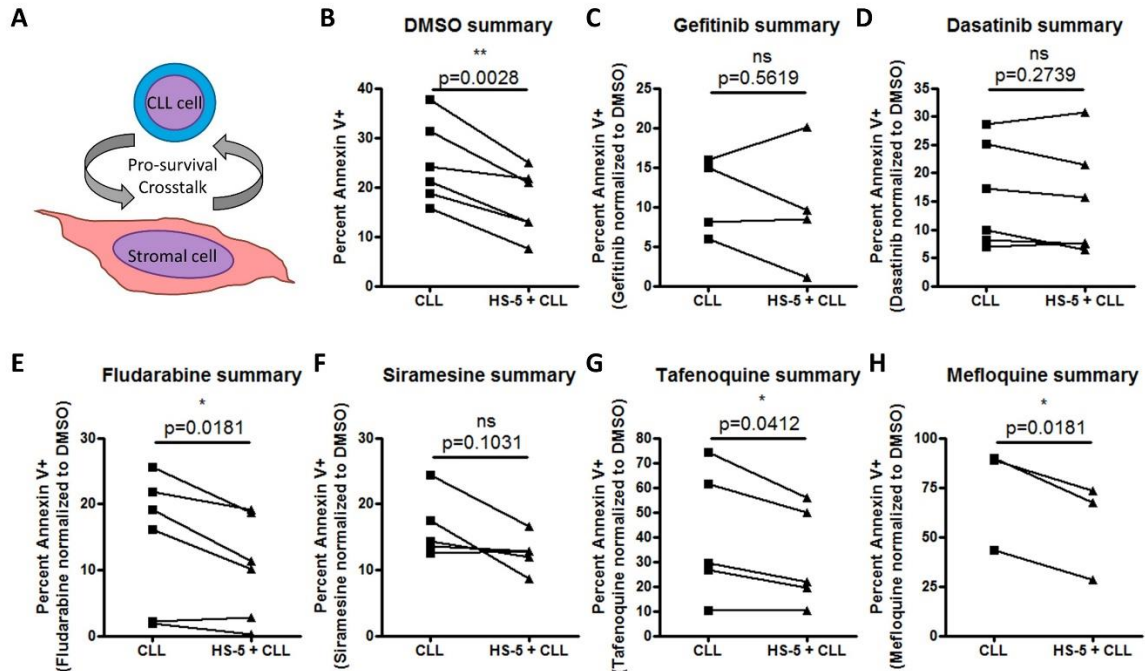 A
CLL cell
Pro-survival
Crosstalk
Stromal cell
B
DMSO summary
**
p=0.0028
Percent Annexin V+
40
30
20
10
0
CLL
HS-5 + CLL
C
Gefitinib summary
ns
p=0.5619
Percent Annexin V+
(Gefitinib normalized to DMSO)
25
20
15
10
5
0
CLL
HS-5 + CLL
D
Dasatinib summary
ns
p=0.2739
Percent Annexin V+
(Dasatinib normalized to DMSO)
35
30
25
20
15
10
5
0
CLL
HS-5 + CLL
E
Fludarabine summary
*
p=0.0181
Percent Annexin V+
(Fludarabine normalized to DMSO)
30
20
10
0
CLL
HS-5 + CLL
F
Siramesine summary
ns
p=0.1031
Percent Annexin V+
(Siramesine normalized to DMSO)
30
20
10
0
CLL
HS-5 + CLL
G
Tafenoquine summary
*
p=0.0412
Percent Annexin V+
(Tafenoquine normalized to DMSO)
80
70
60
50
40
30
20
10
0
CLL
HS-5 + CLL
H
Mefloquine summary
*
p=0.0181
Percent Annexin V+
(Mefloquine normalized to DMSO)
100
75
50
25
0
CLL
HS-5 + CLL